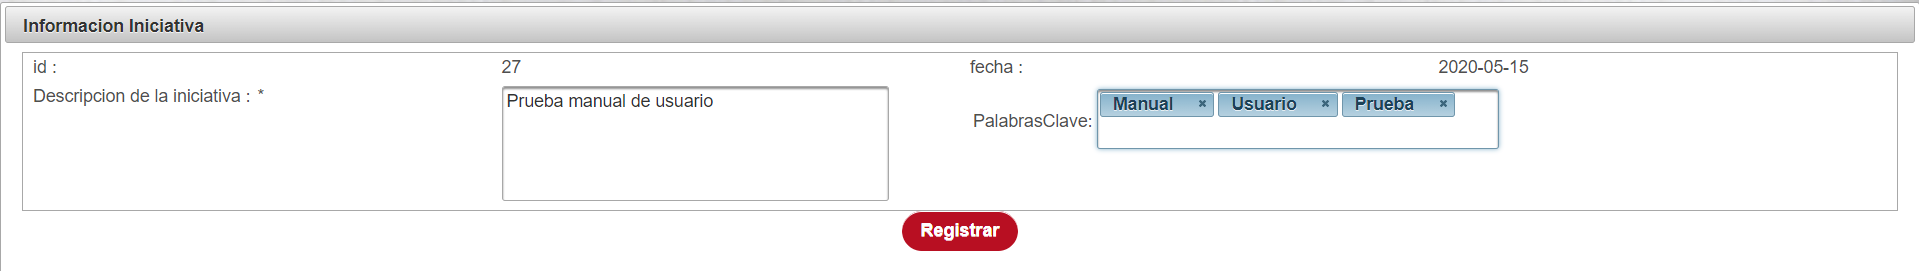 Informacion Iniciativa
id : 27 fecha : 2020-05-15
Descripcion de la iniciativa : * Prueba manual de usuario
PalabrasClave: Manual × Usuario × Prueba ×
Registrar